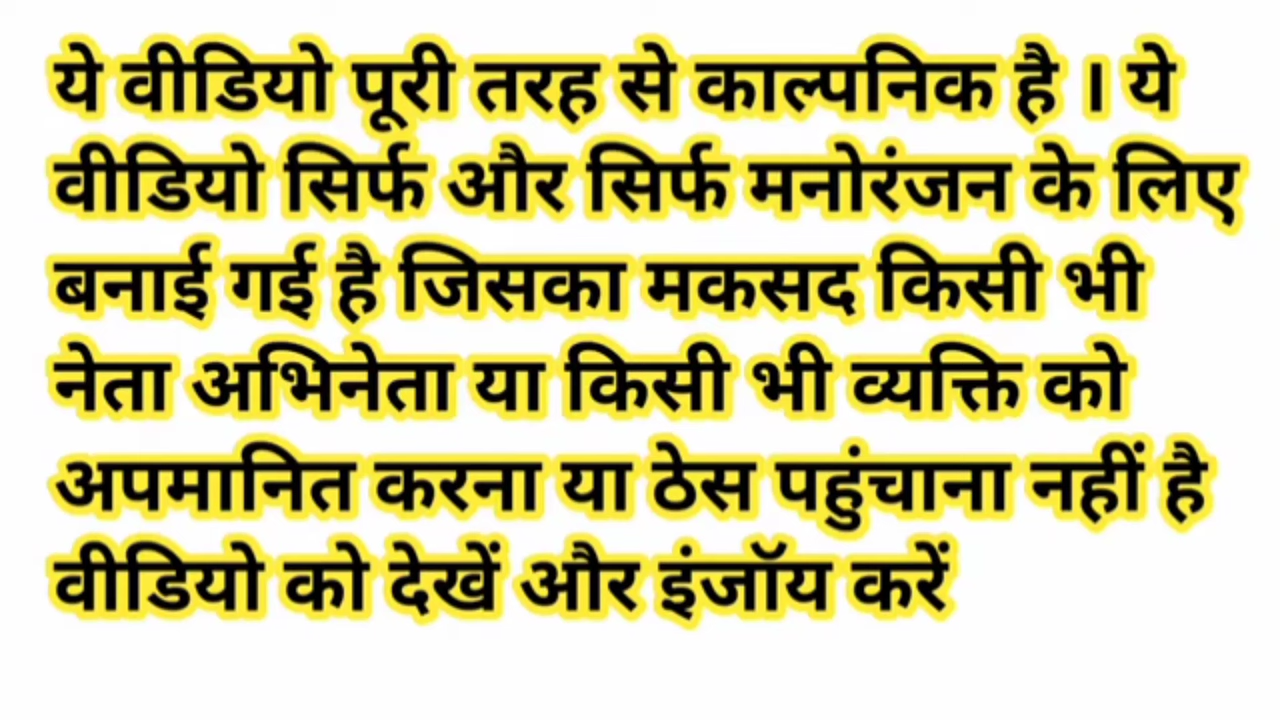 ये वीडियो पूरी तरह से काल्पनिक है । ये
वीडियो सिर्फ और सिर्फ मनोरंजन के लिए
बनाई गई है जिसका मकसद किसी भी
नेता अभिनेता या किसी भी व्यक्ति को
अपमानित करना या ठेस पहुंचाना नहीं है
वीडियो को देखें और इंजॉय करें